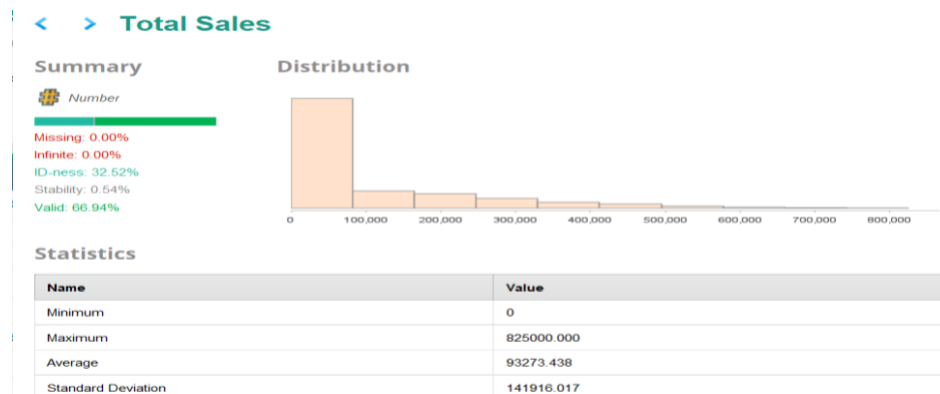 < > Total Sales
Summary
Distribution
# Number
Missing: 0.00%
Infinite: 0.00%
ID-ness: 32.52%
Stability: 0.54%
Valid: 66.94%
0 100,000 200,000 300,000 400,000 500,000 600,000 700,000 800,000
Statistics
Name Value
Minimum 0
Maximum 825000.000
Average 93273.438
Standard Deviation 141916.017